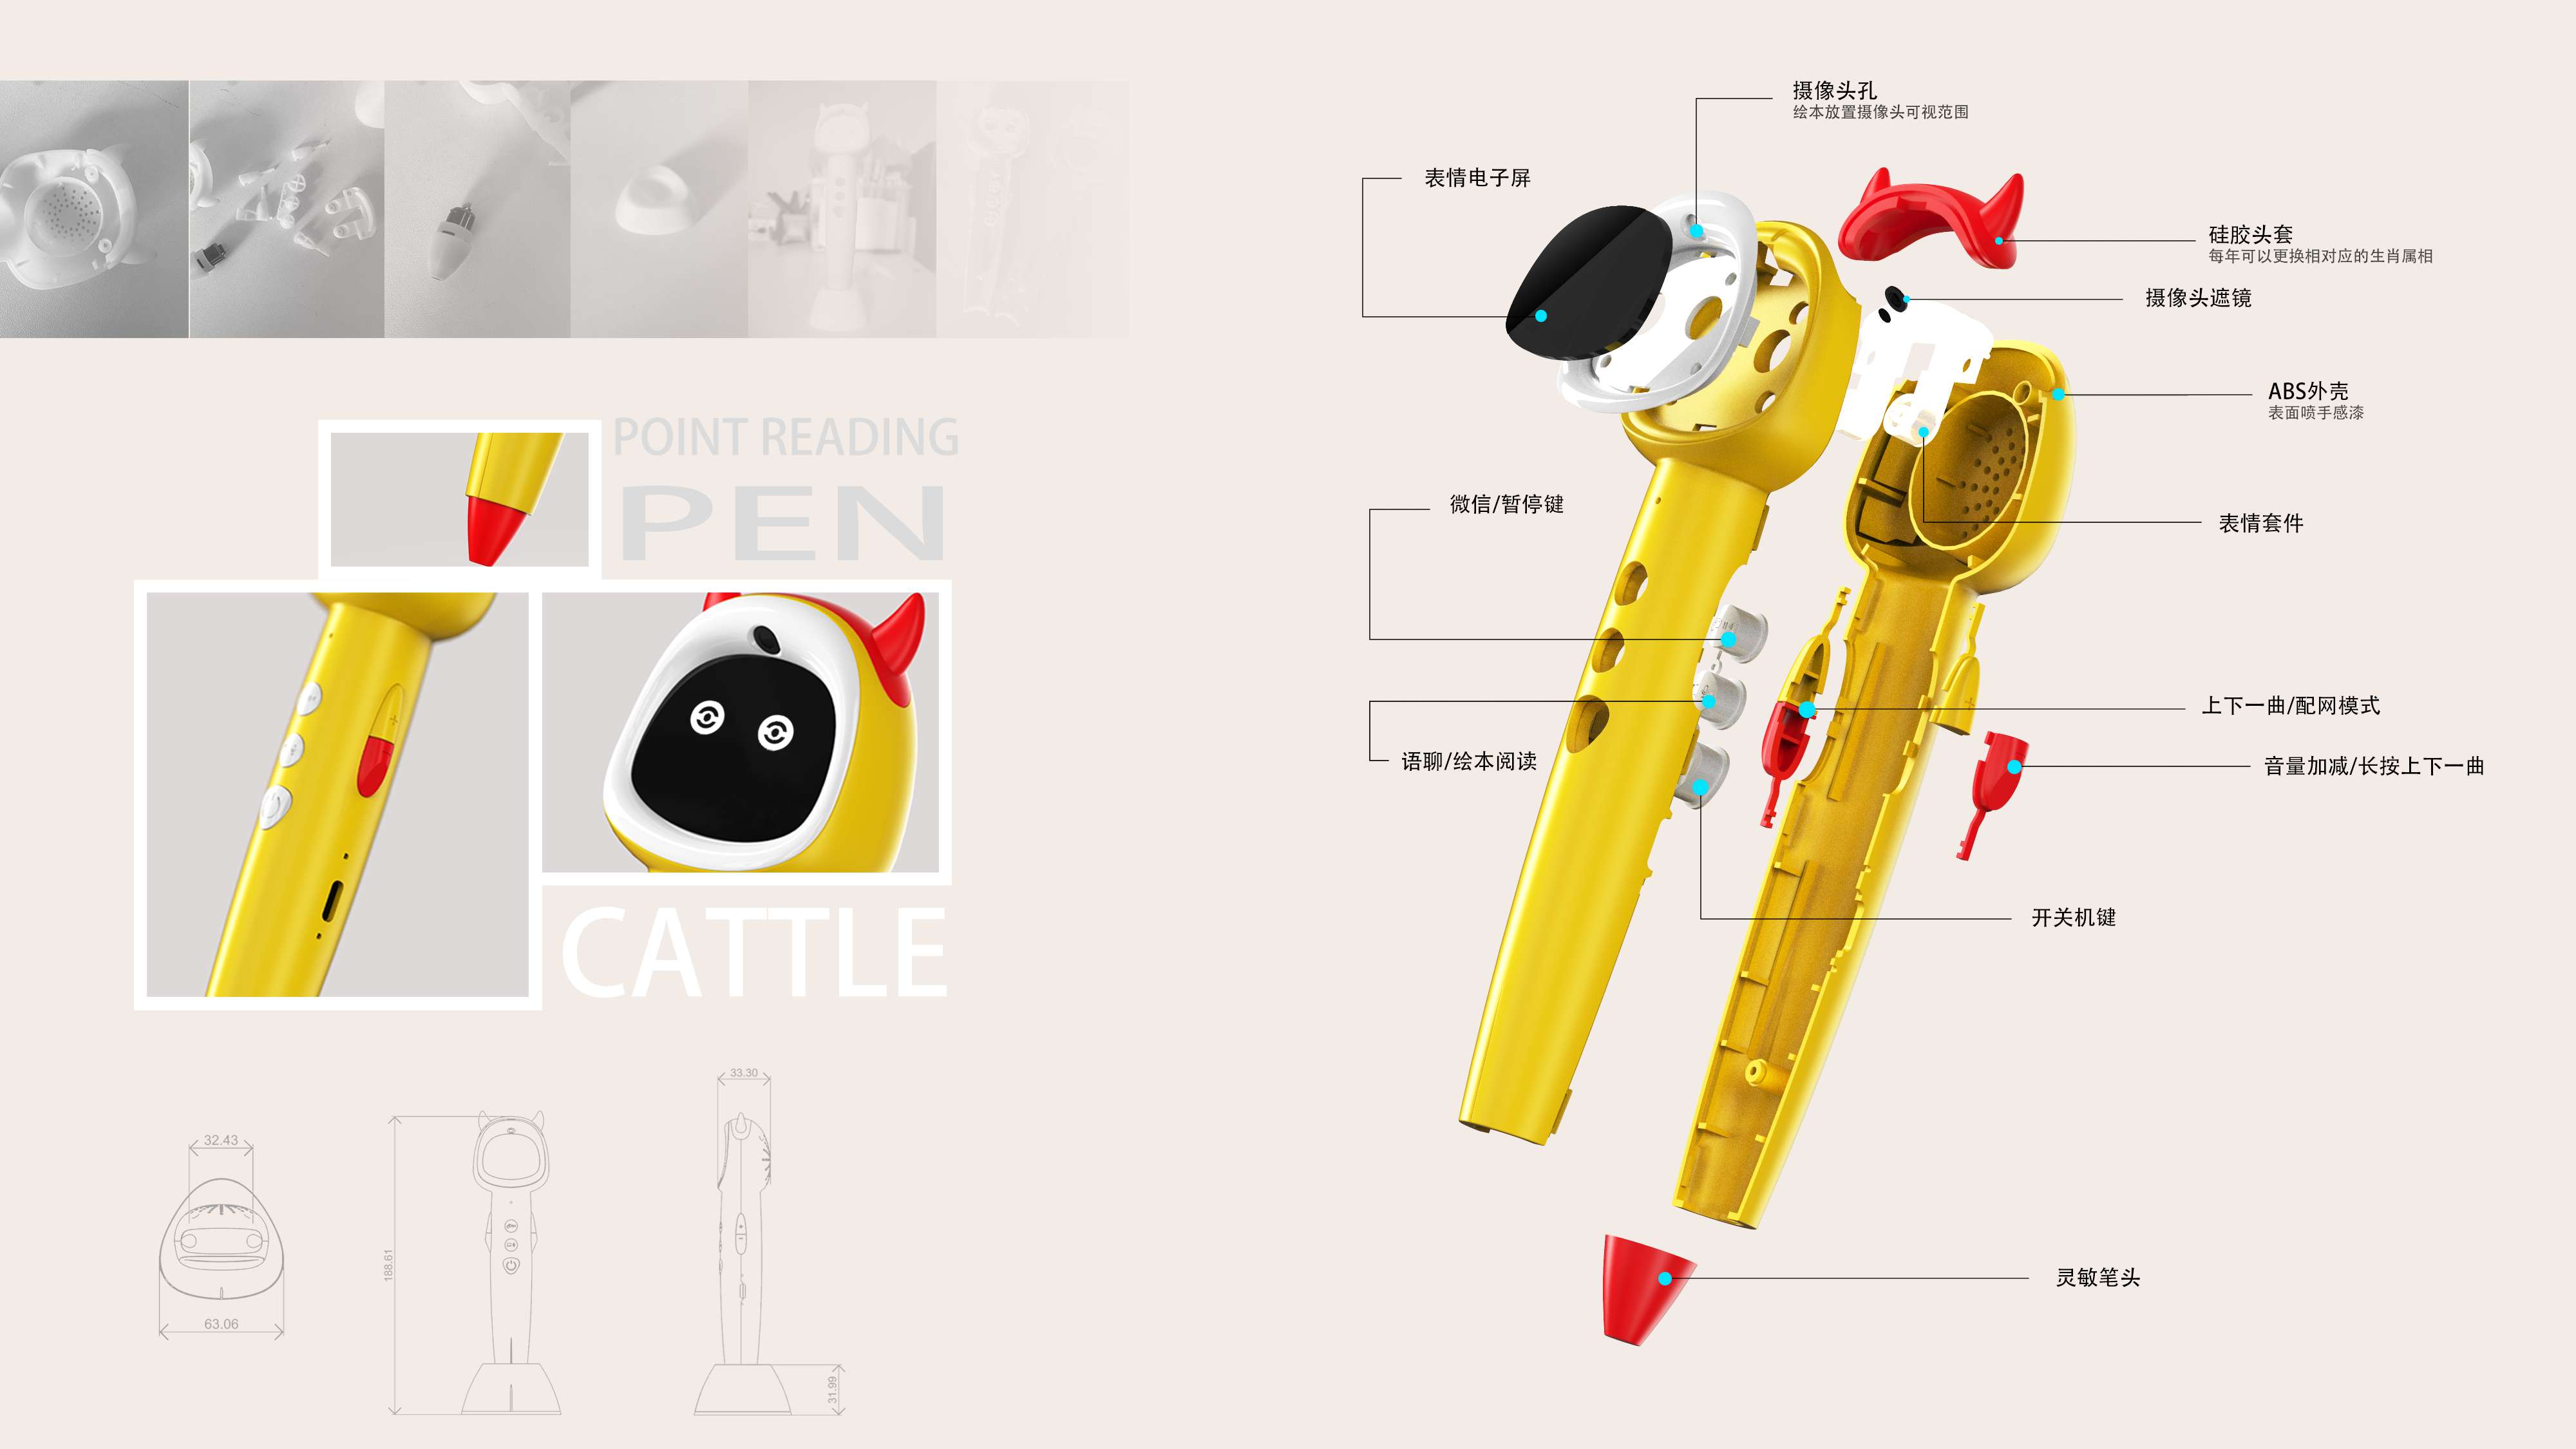 POINT READING
PEN
CATTLE
32.43
63.06
188.61
33.30
31.99
摄像头孔
绘本放置摄像头可视范围
表情电子屏
硅胶头套
每年可以更换相对应的生肖属相
摄像头遮镜
ABS外壳
表面喷手感漆
微信/暂停键
表情套件
上下一曲/配网模式
语聊/绘本阅读
音量加减/长按上下一曲
开关机键
灵敏笔头